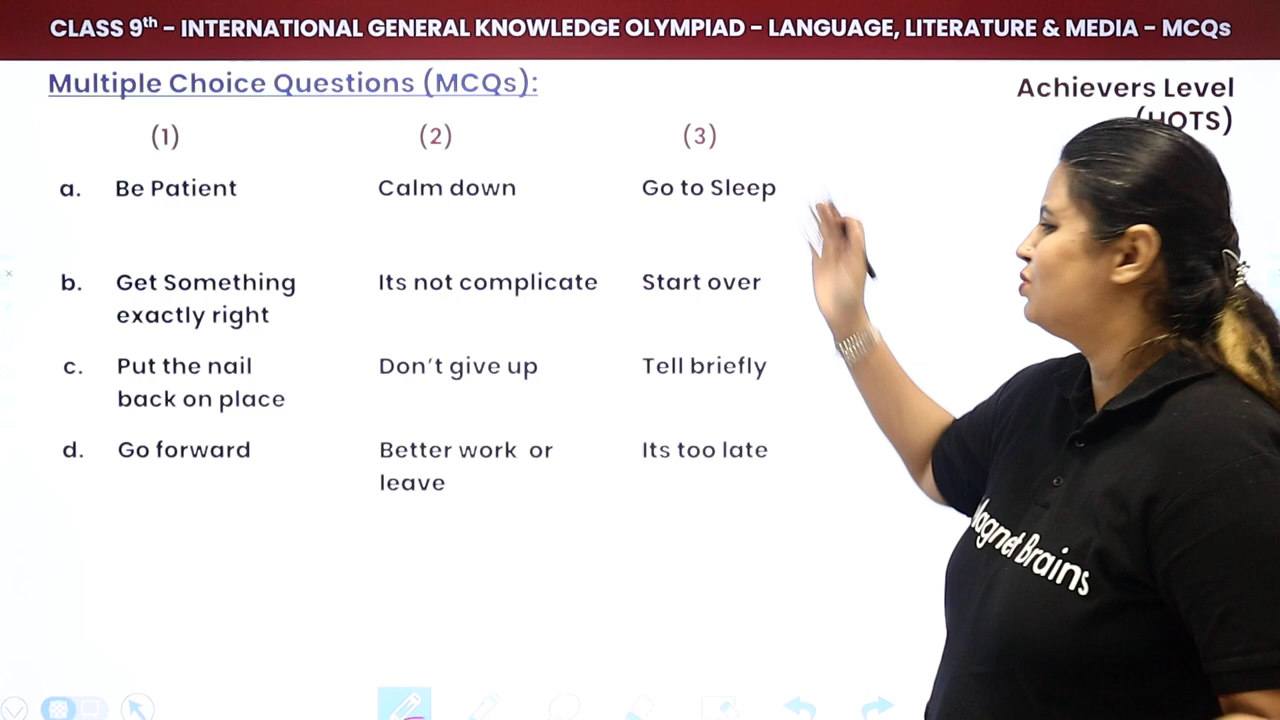 CLASS 9th – INTERNATIONAL GENERAL KNOWLEDGE OLYMPIAD – LANGUAGE, LITERATURE & MEDIA – MCQs
Multiple Choice Questions (MCQs):
Achievers Level
(HOTS)
(1) (2) (3)
a. Be Patient Calm down Go to Sleep
b. Get Something Its not complicate Start over
exactly right
c. Put the nail Don't give up Tell briefly
back on place
d. Go forward Better work or Its too late
leave
Magnet Brains